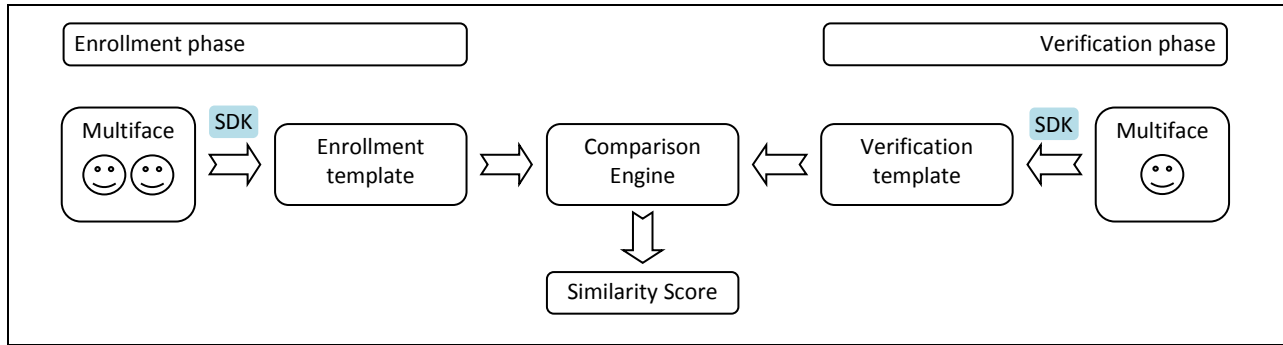 Enrollment phase
Verification phase
Multiface
SDK
Enrollment
template
Comparison
Engine
Verification
template
SDK
Multiface
Similarity Score